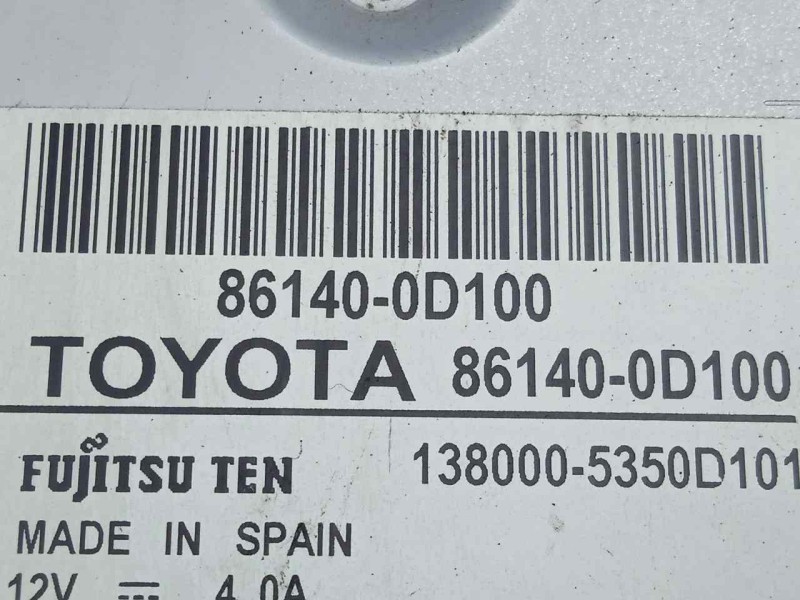 86140-0D100
TOYOTA 86140-0D100
FUJITSU TEN 138000-5350D101
MADE IN SPAIN
12V ⎓ 4.0A